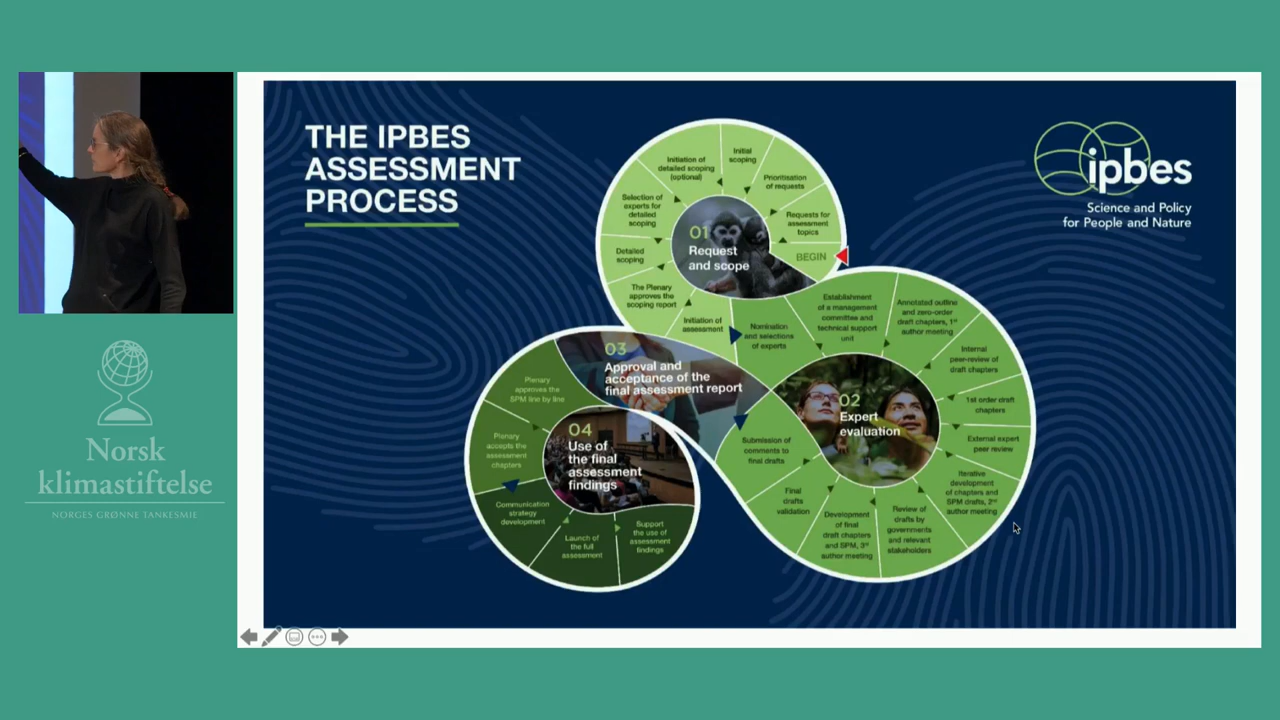 THE IPBES
ASSESSMENT
PROCESS
ipbes
Science and Policy
for People and Nature
Norsk
klimastiftelse
NORGES GRØNNE TANKESMIE
01
Request
and scope
BEGIN
Requests for
assessment
topics
Prioritisation
of requests
Initial
scoping
Initiation of
detailed scoping
(optional)
Selection of
experts for
detailed
scoping
Detailed
scoping
The Plenary
approves the
scoping report
Initiation of
assessment
02
Expert
evaluation
Nomination
and selections
of experts
Establishment
of a management
committee and
technical support
unit
Annotated outline
and zero-order
draft chapters, 1st
author meeting
Internal
peer-review of
draft chapters
1st order draft
chapters
External expert
peer review
Iterative
development
of chapters and
SPM drafts, 2nd
author meeting
Review of
drafts by
governments
and relevant
stakeholders
Development
of final
draft chapters
and SPM, 3rd
author meeting
Final
drafts
validation
Submission of
comments to
final drafts
03
Approval and
acceptance of the
final assessment report
Plenary
approves the
SPM line by line
Plenary
accepts the
assessment
chapters
04
Use of
the final
assessment
findings
Communication
strategy
development
Launch of
the full
assessment
Support
the use of
assessment
findings